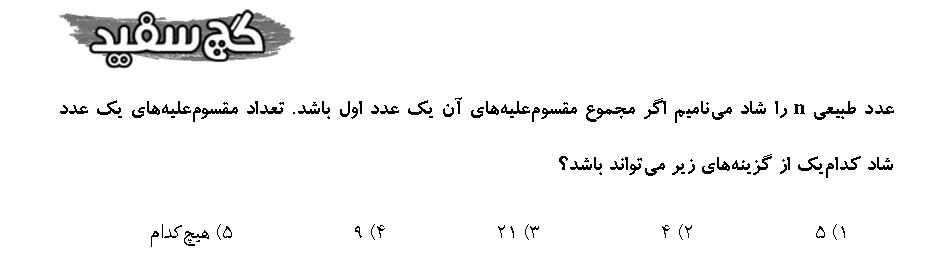 گچ سفید
عدد طبیعی n را شاد می‌نامیم اگر مجموع مقسوم‌علیه‌های آن یک عدد اول باشد. تعداد مقسوم‌علیه‌های یک عدد
شاد کدام‌یک از گزینه‌های زیر می‌تواند باشد؟
۱) ۵ ۲) ۴ ۳) ۲۱ ۴) ۹ ۵) هیچ‌کدام